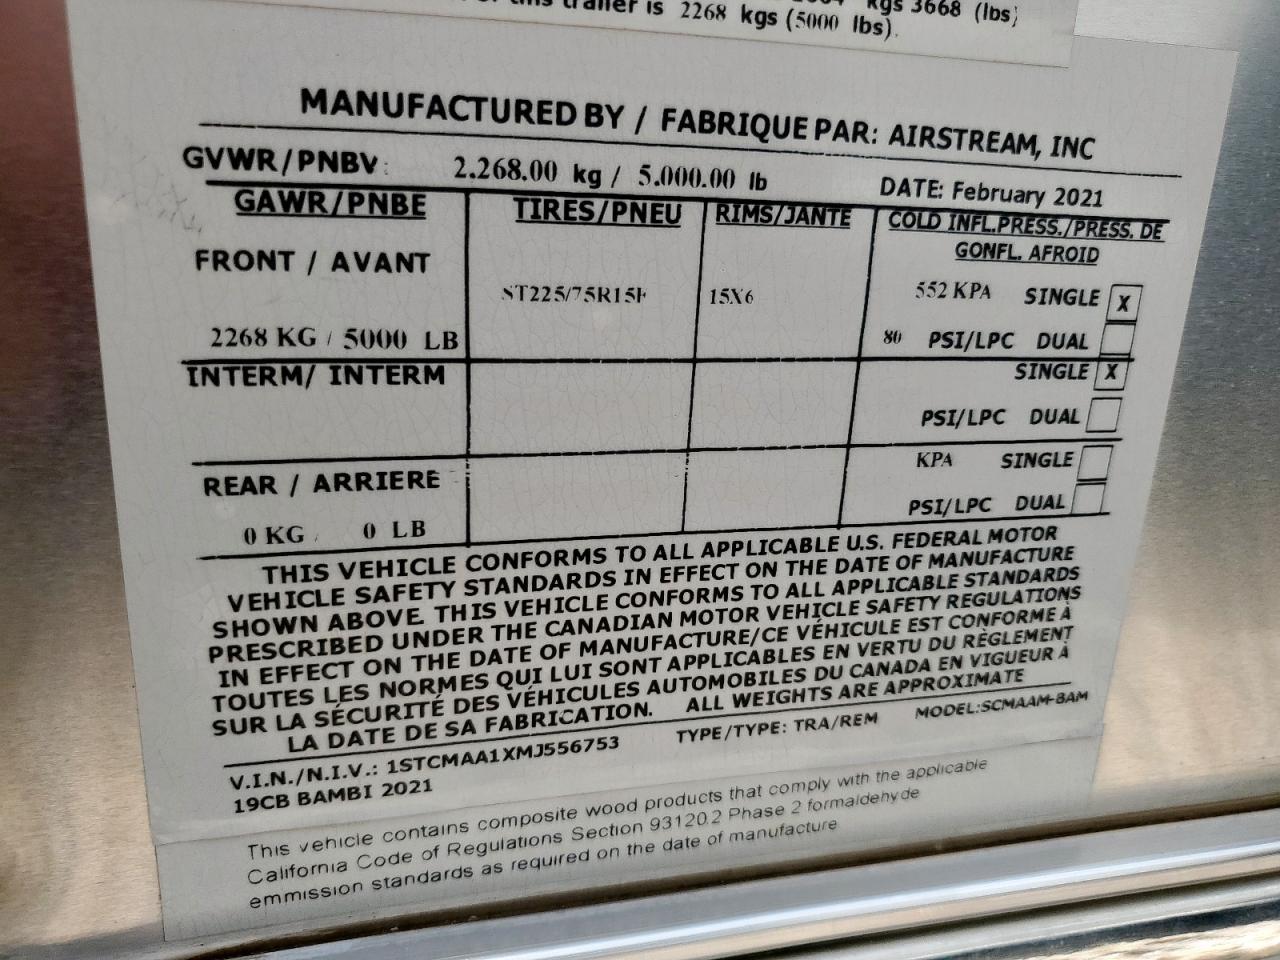 kgs 3668 (lbs)
this trailer is 2268 kgs (5000 lbs).
MANUFACTURED BY / FABRIQUE PAR: AIRSTREAM, INC
GVWR/PNBV: 2.268.00 kg / 5.000.00 lb DATE: February 2021
GAWR/PNBE TIRES/PNEU RIMS/JANTE COLD INFL.PRESS./PRESS. DE
GONFL. AFROID
FRONT / AVANT
ST225/75R15F 15X6 552 KPA SINGLE X
2268 KG / 5000 LB 80 PSI/LPC DUAL
INTERM/ INTERM SINGLE X
PSI/LPC DUAL
REAR / ARRIERE KPA SINGLE
0 KG 0 LB PSI/LPC DUAL
THIS VEHICLE CONFORMS TO ALL APPLICABLE U.S. FEDERAL MOTOR
VEHICLE SAFETY STANDARDS IN EFFECT ON THE DATE OF MANUFACTURE
SHOWN ABOVE. THIS VEHICLE CONFORMS TO ALL APPLICABLE STANDARDS
PRESCRIBED UNDER THE CANADIAN MOTOR VEHICLE SAFETY REGULATIONS
IN EFFECT ON THE DATE OF MANUFACTURE/CE VÉHICULE EST CONFORME À
TOUTES LES NORMES QUI LUI SONT APPLICABLES EN VERTU DU RÈGLEMENT
SUR LA SÉCURITÉ DES VÉHICULES AUTOMOBILES DU CANADA EN VIGUEUR À
LA DATE DE SA FABRICATION. ALL WEIGHTS ARE APPROXIMATE
V.I.N./N.I.V.: 1STCMAA1XMJ556753 TYPE/TYPE: TRA/REM MODEL:SCMAAM-8AM
19CB BAMBI 2021
This vehicle contains composite wood products that comply with the applicable
California Code of Regulations Section 93120.2 Phase 2 formaldehyde
emmission standards as required on the date of manufacture